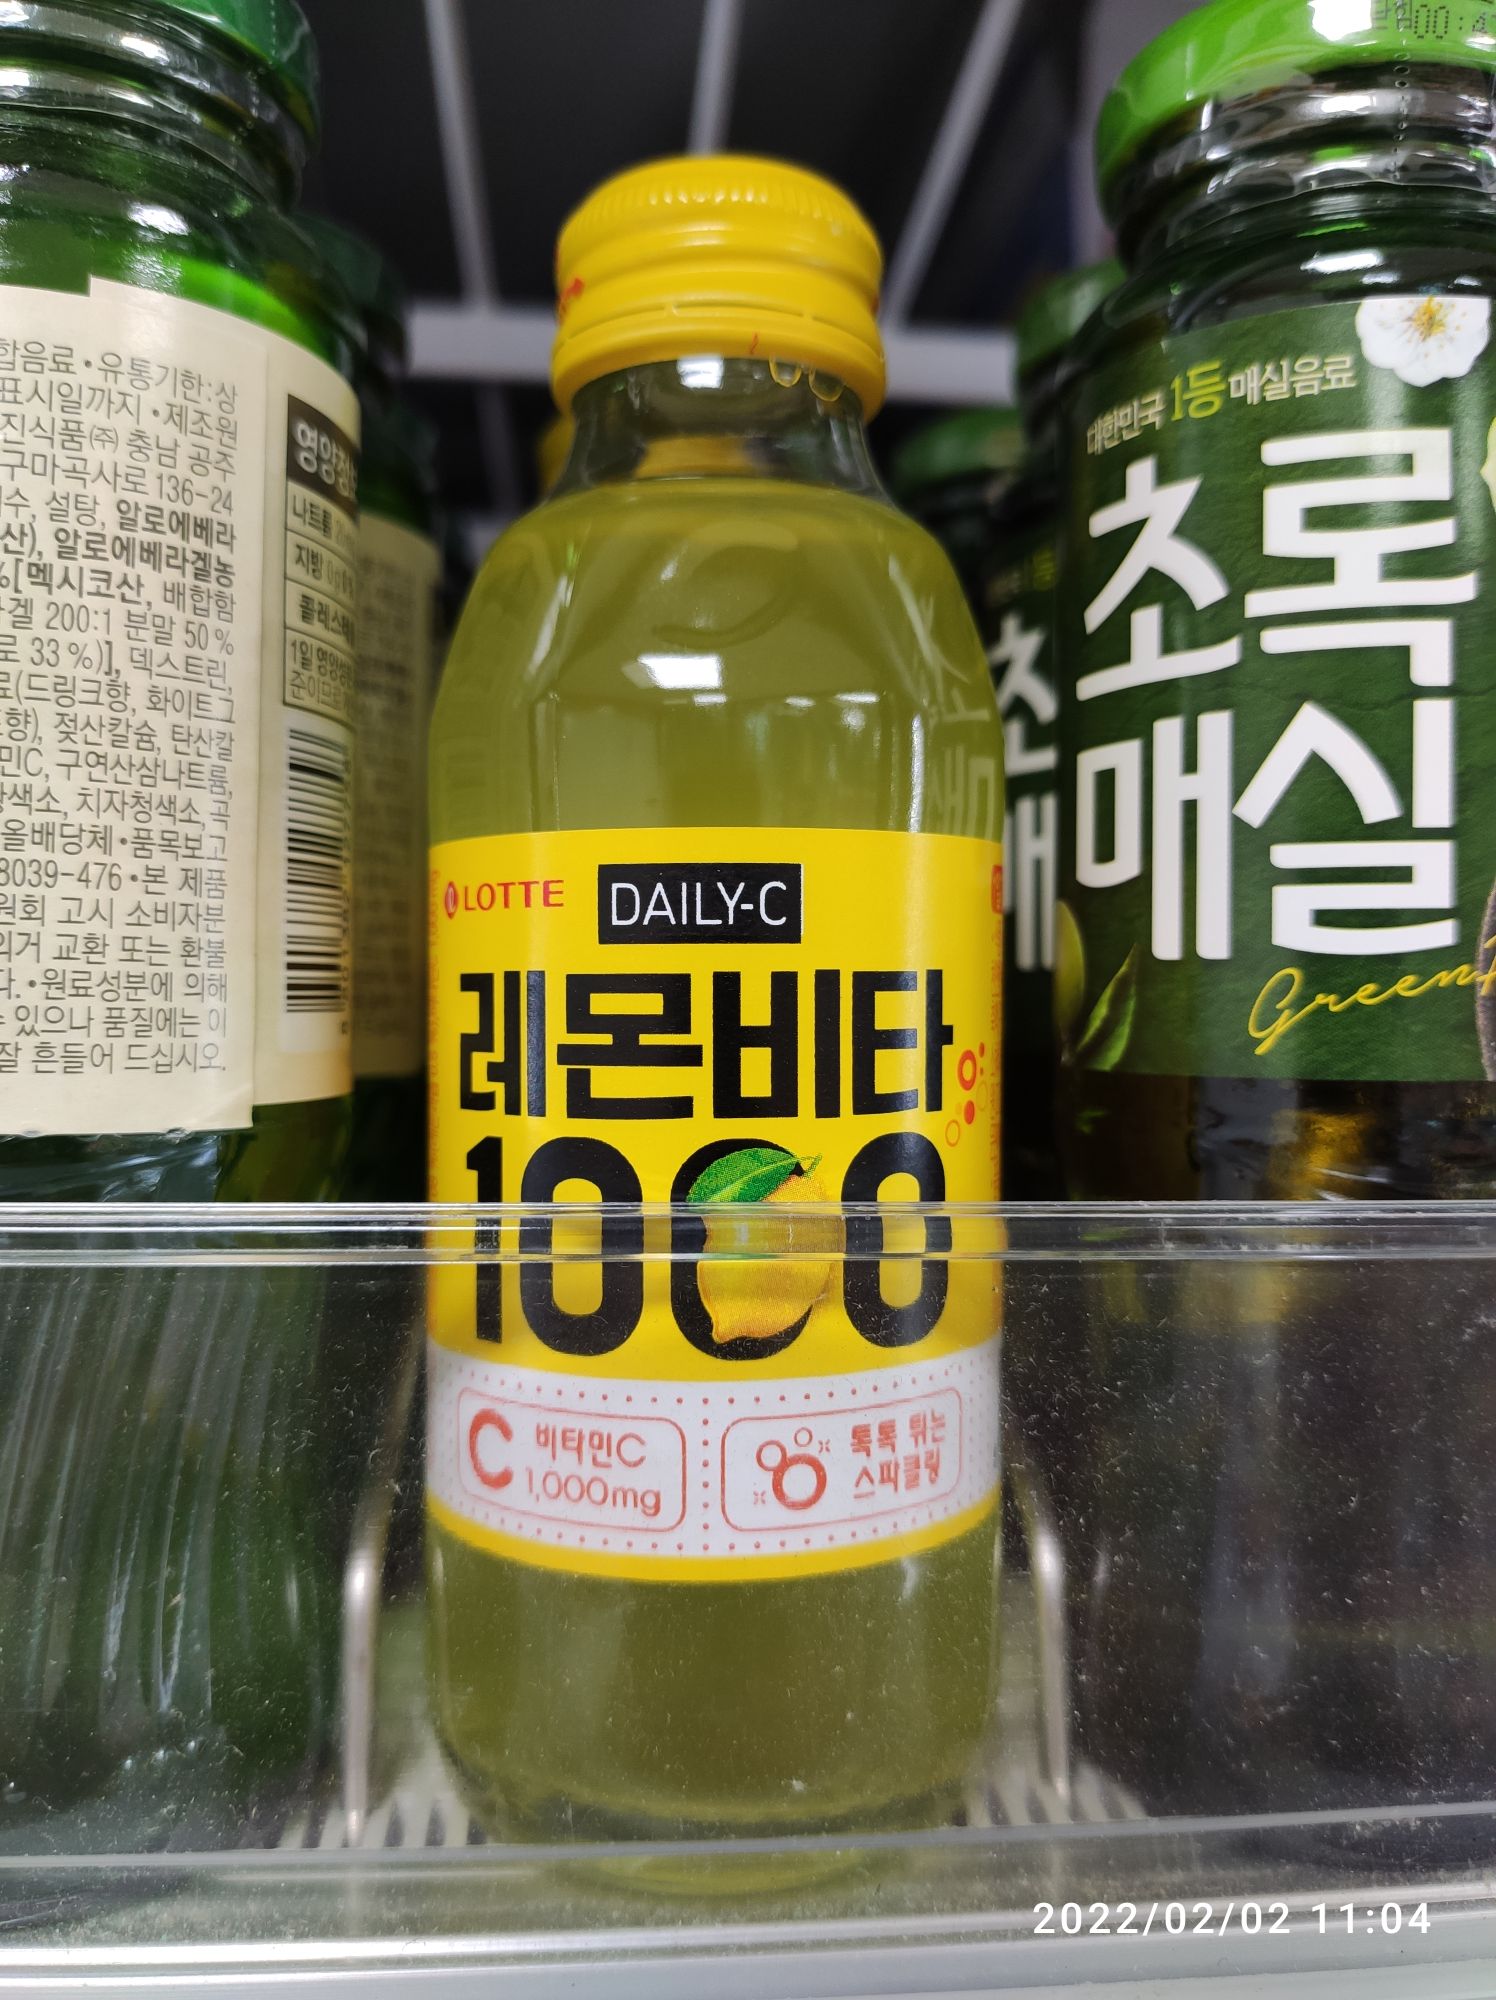 합음료•유통기한:상
표시일까지•제조원
진식품㈜ 충남 공주
구마곡사로 136-24
수, 설탕, 알로에베라
산), 알로에베라겔농
%[멕시코산, 배합함
겔 200:1 분말 50%
로 33%)], 덱스트린,
료(드링크향, 화이트그
향), 젖산칼슘, 탄산칼
민C, 구연산삼나트륨,
색소, 치자청색소, 곡
올배당체•품목보고
8039-476•본 제품
원회 고시 소비자분
의거 교환 또는 환불
다.•원료성분에 의해
있으나 품질에는 이
잘 흔들어 드십시오.
영양정보
나트륨
지방 0g 0%
콜레스테
1일 영양성분
준이므로
LOTTE DAILY-C
레몬비타
1000
C 비타민C
1,000mg
톡톡 튀는
스파클링
00:4
대한민국 1등 매실음료
초록
매실
Green
초
매
2022/02/02 11:04